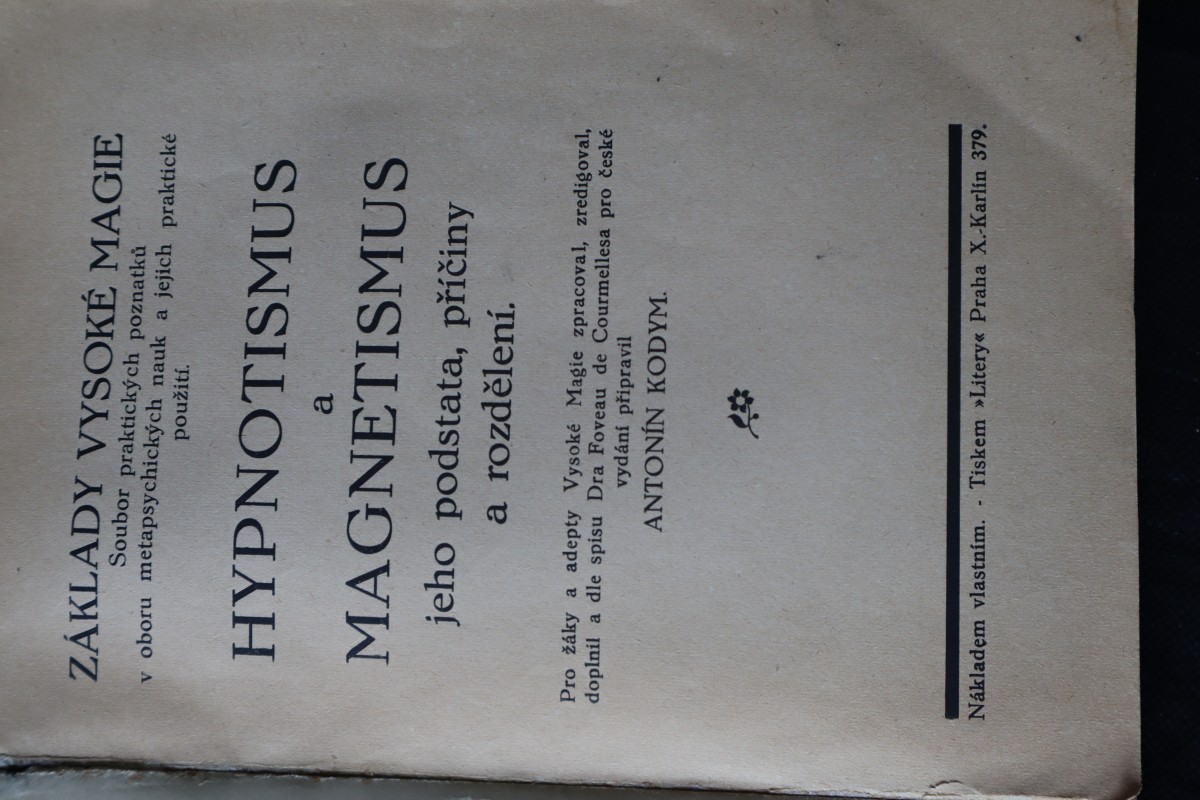 ZÁKLADY VYSOKÉ MAGIE
Soubor praktických poznatků
v oboru metapsychických nauk a jejich praktické
použití.
HYPNOTISMUS
a
MAGNETISMUS
jeho podstata, příčiny
a rozdělení.
Pro žáky a adepty Vysoké Magie zpracoval, zredigoval,
doplnil a dle spisu Dra Foveau de Courmellesa pro české
vydání připravil
ANTONÍN KODYM.
Nákladem vlastním. - Tiskem »Litery« Praha X.-Karlín 379.